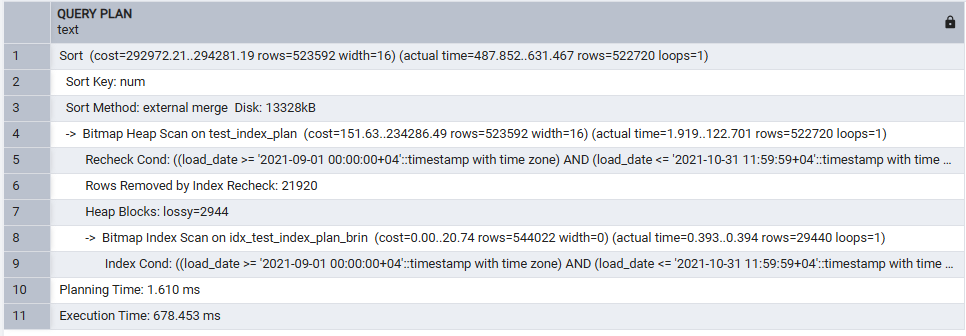 QUERY PLAN
text
1 Sort (cost=292972.21..294281.19 rows=523592 width=16) (actual time=487.852..631.467 rows=522720 loops=1)
2 Sort Key: num
3 Sort Method: external merge Disk: 13328kB
4 -> Bitmap Heap Scan on test_index_plan (cost=151.63..234286.49 rows=523592 width=16) (actual time=1.919..122.701 rows=522720 loops=1)
5 Recheck Cond: ((load_date >= '2021-09-01 00:00:00+04'::timestamp with time zone) AND (load_date <= '2021-10-31 11:59:59+04'::timestamp with time ...
6 Rows Removed by Index Recheck: 21920
7 Heap Blocks: lossy=2944
8 -> Bitmap Index Scan on idx_test_index_plan_brin (cost=0.00..20.74 rows=544022 width=0) (actual time=0.393..0.394 rows=29440 loops=1)
9 Index Cond: ((load_date >= '2021-09-01 00:00:00+04'::timestamp with time zone) AND (load_date <= '2021-10-31 11:59:59+04'::timestamp with time ...
10 Planning Time: 1.610 ms
11 Execution Time: 678.453 ms